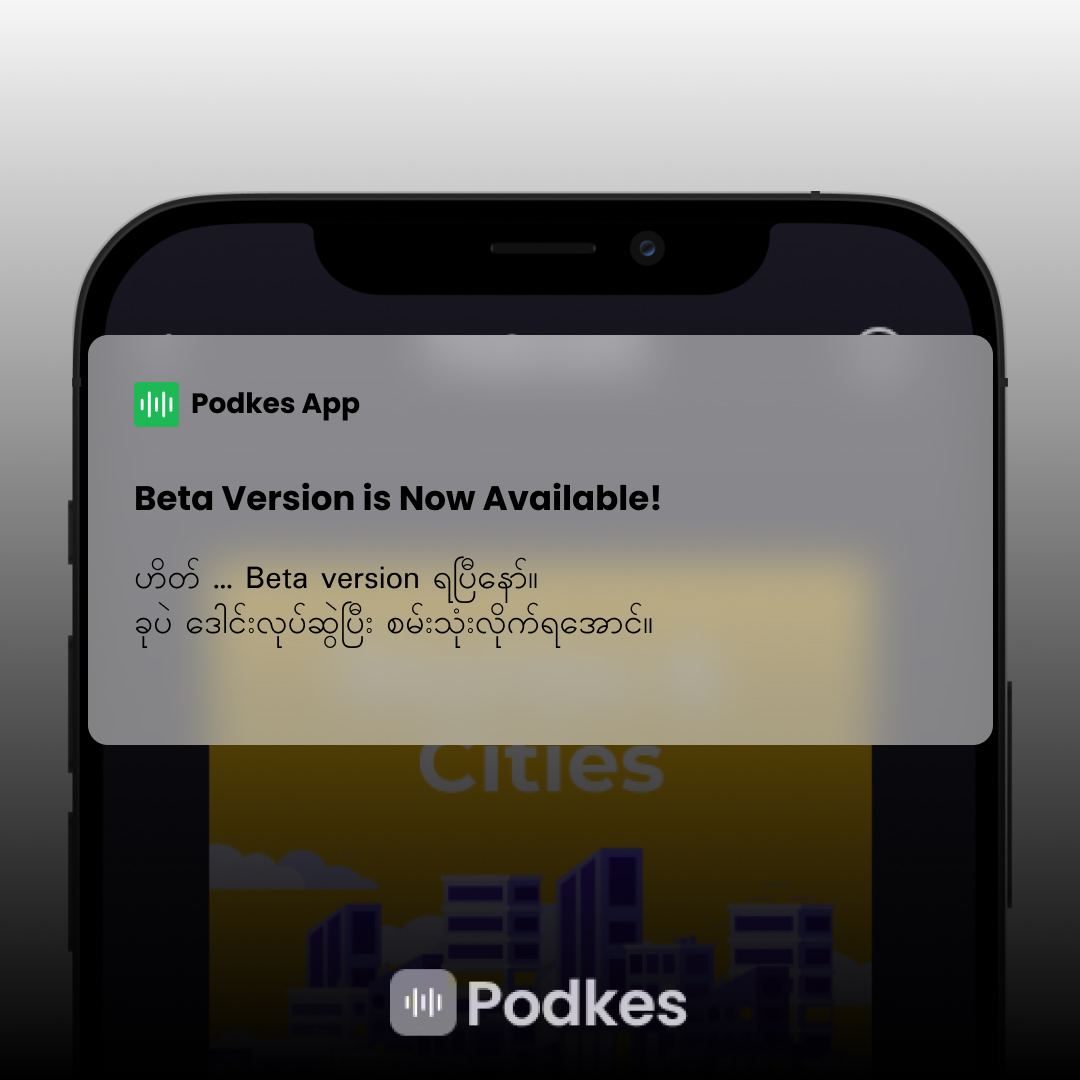 Podkes App
Beta Version is Now Available!
ဟိတ် ... Beta version ရပြီနော်။
ခုပဲ ဒေါင်းလုပ်ဆွဲပြီး စမ်းသုံးလိုက်ရအောင်။
Cities
Podkes